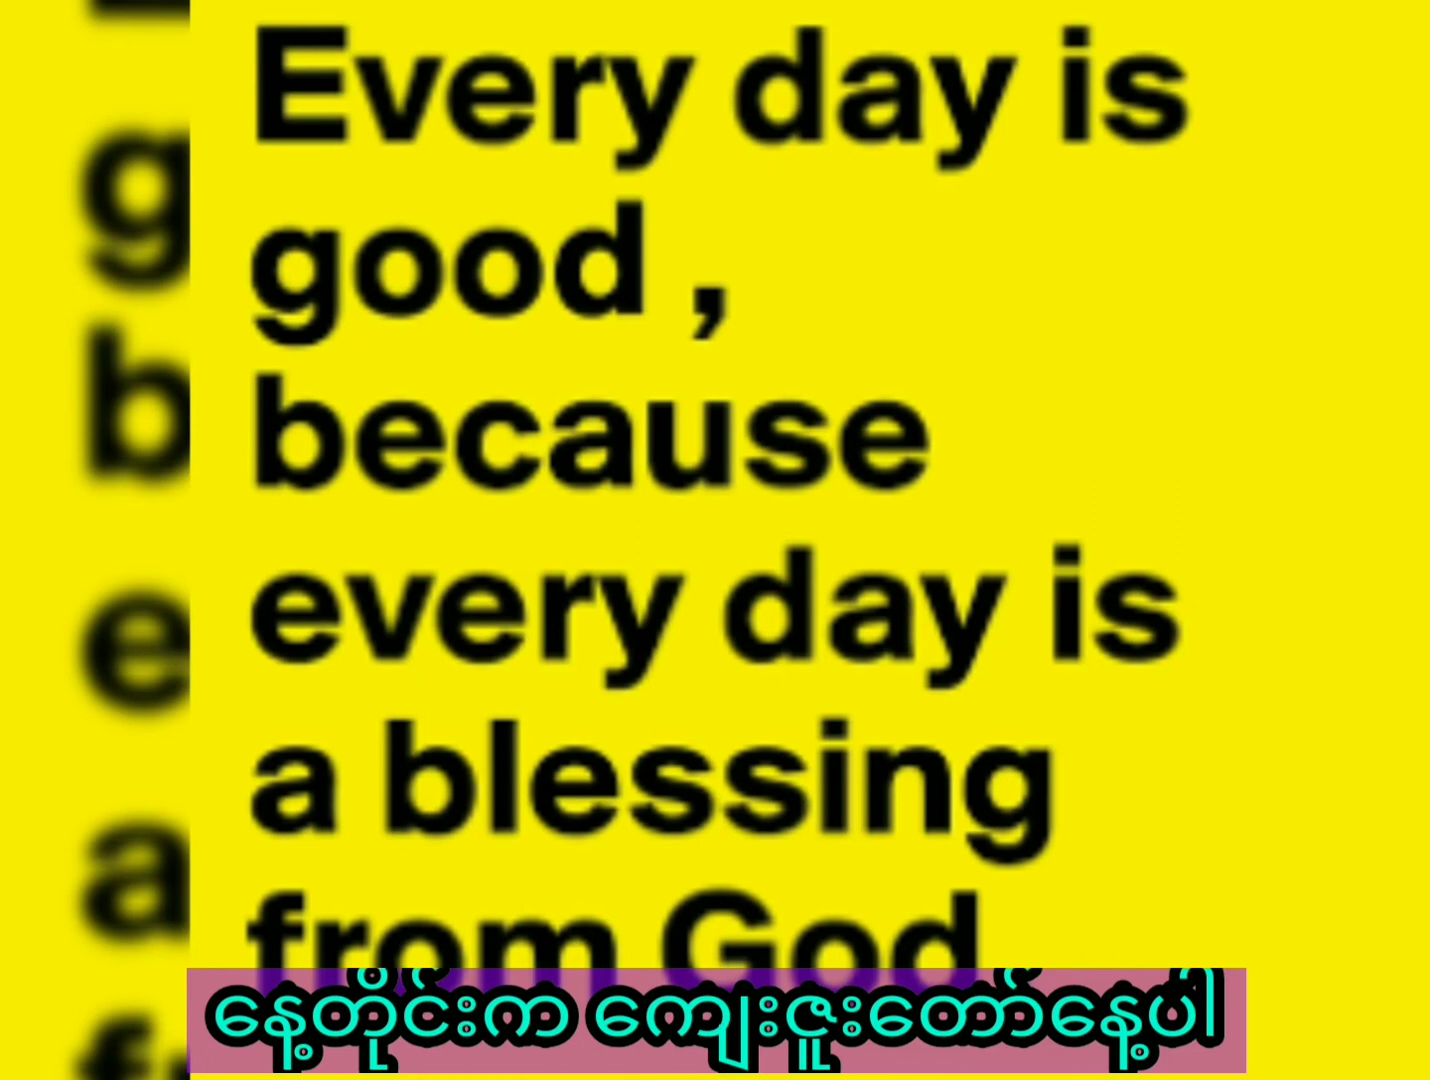 Every day is
good ,
because
every day is
a blessing
from God
နေ့တိုင်းက ကျေးဇူးတော်နေ့ပါ